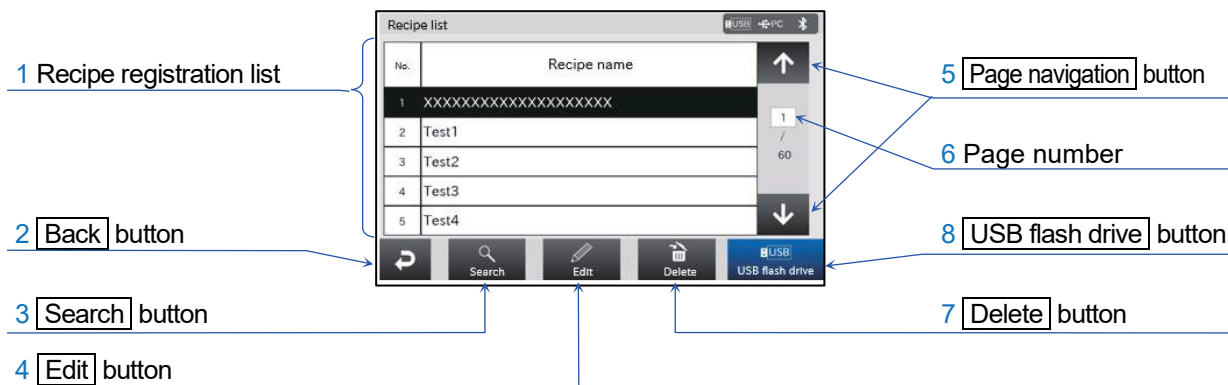 Recipe list
USB PC
No. Recipe name
1 XXXXXXXXXXXXXXXXXXXX
2 Test1
3 Test2
4 Test3
5 Test4
1
/
60
Search
Edit
Delete
USB
USB flash drive
1 Recipe registration list
2 Back button
3 Search button
4 Edit button
5 Page navigation button
6 Page number
8 USB flash drive button
7 Delete button